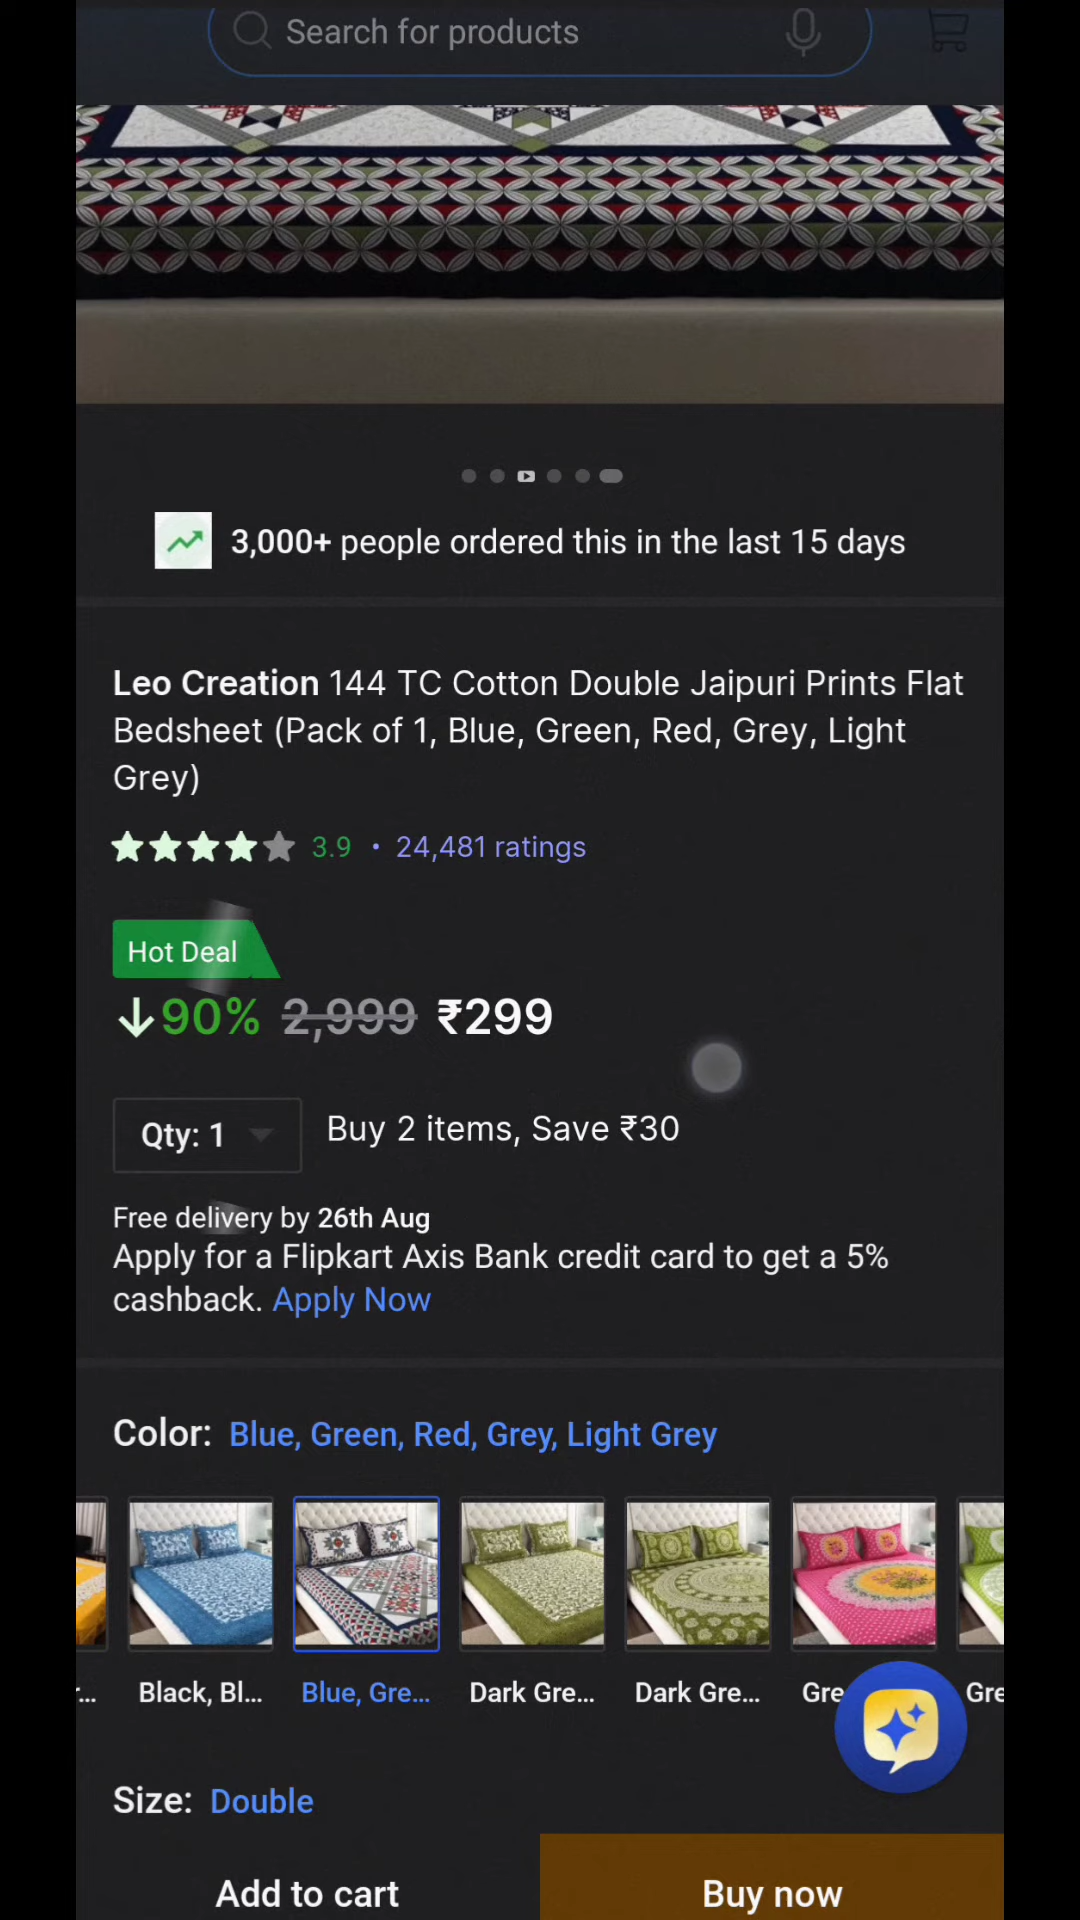 Search for products
3,000+ people ordered this in the last 15 days
Leo Creation 144 TC Cotton Double Jaipuri Prints Flat
Bedsheet (Pack of 1, Blue, Green, Red, Grey, Light
Grey)
3.9 • 24,481 ratings
Hot Deal
↓90% 2,999 ₹299
Qty: 1
Buy 2 items, Save ₹30
Free delivery by 26th Aug
Apply for a Flipkart Axis Bank credit card to get a 5%
cashback. Apply Now
Color: Blue, Green, Red, Grey, Light Grey
Black, Bl... Blue, Gre... Dark Gre... Dark Gre... Gre Gre
Size: Double
Add to cart
Buy now